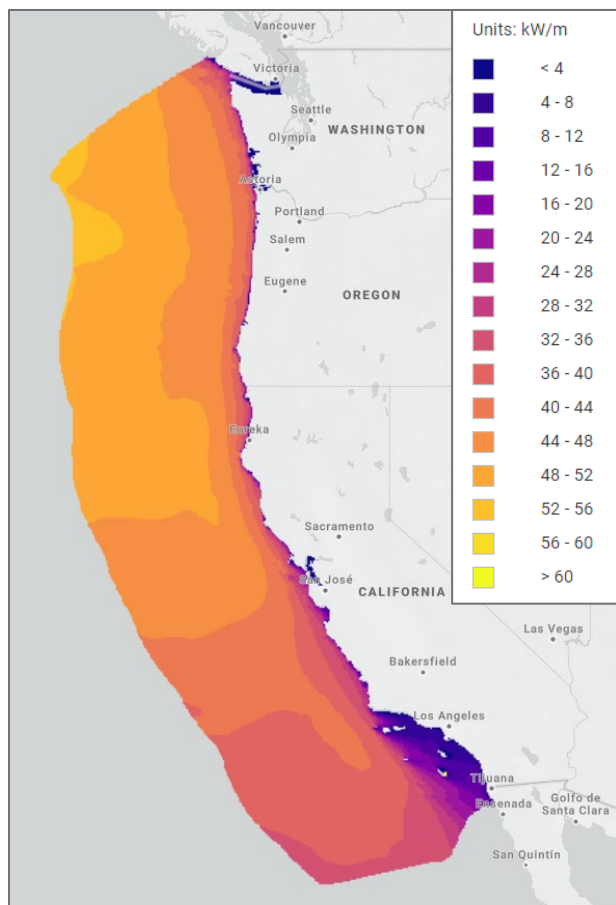 Vancouver
Victoria
Seattle
WASHINGTON
Olympia
Astoria
Portland
Salem
Eugene
OREGON
Eureka
Sacramento
San José
CALIFORNIA
Las Vegas
Bakersfield
Los Angeles
Tijuana
Ensenada
Golfo de
Santa Clara
San Quintín
Units: kW/m
< 4
4 - 8
8 - 12
12 - 16
16 - 20
20 - 24
24 - 28
28 - 32
32 - 36
36 - 40
40 - 44
44 - 48
48 - 52
52 - 56
56 - 60
> 60